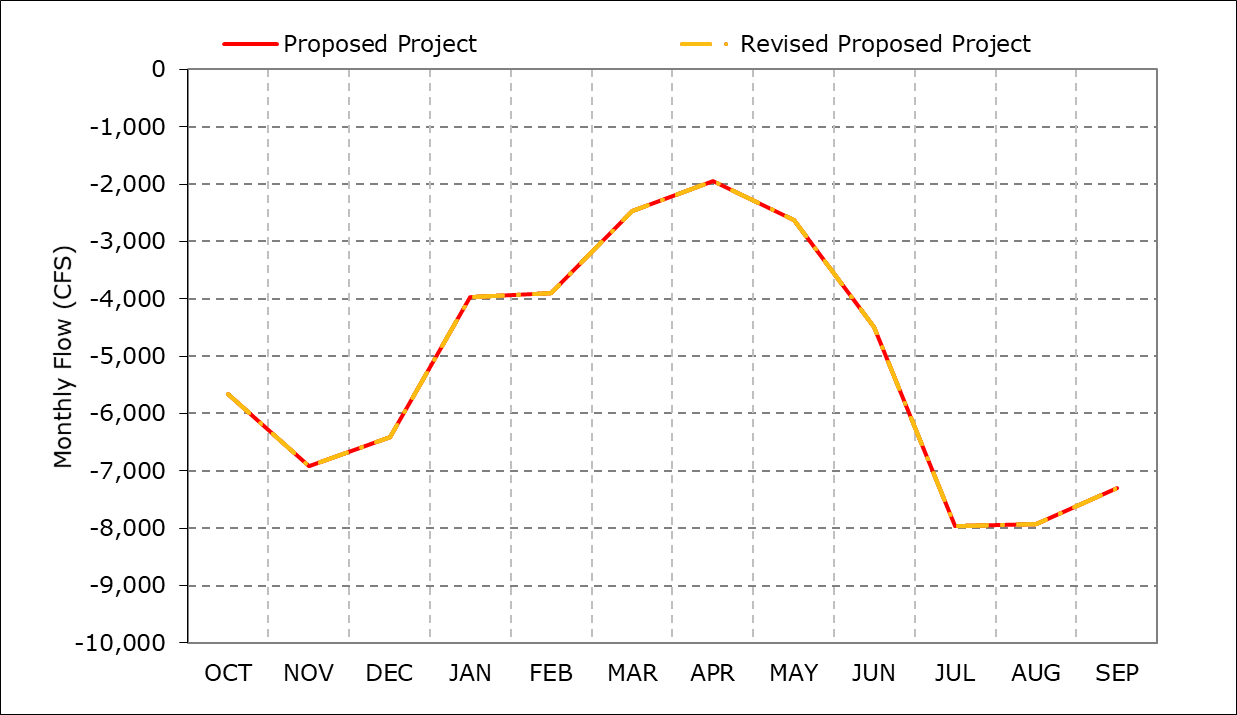 Proposed Project
Revised Proposed Project
0
-1,000
-2,000
-3,000
-4,000
-5,000
-6,000
-7,000
-8,000
-9,000
-10,000
Monthly Flow (CFS)
OCT NOV DEC JAN FEB MAR APR MAY JUN JUL AUG SEP